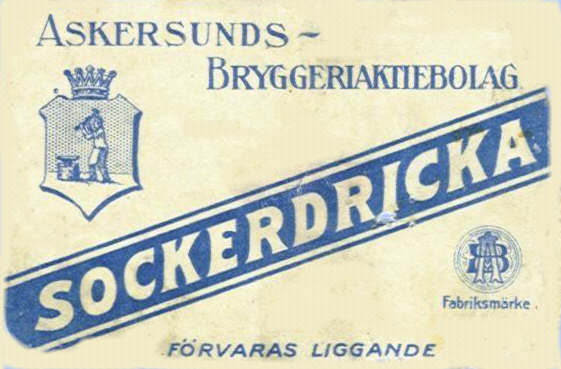 ASKERSUNDS-
BRYGGERIAKTIEBOLAG
SOCKERDRICKA
Fabriksmärke.
FÖRVARAS LIGGANDE